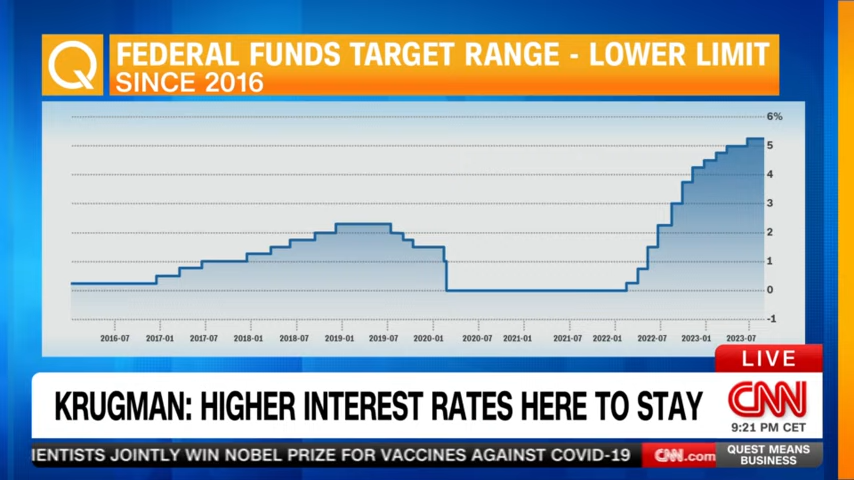 Q
FEDERAL FUNDS TARGET RANGE - LOWER LIMIT
SINCE 2016
6%
5
4
3
2
1
0
-1
2016-07 2017-01 2017-07 2018-01 2018-07 2019-01 2019-07 2020-01 2020-07 2021-01 2021-07 2022-01 2022-07 2023-01 2023-07
LIVE
KRUGMAN: HIGHER INTEREST RATES HERE TO STAY
CNN
9:21 PM CET
IENTISTS JOINTLY WIN NOBEL PRIZE FOR VACCINES AGAINST COVID-19
CNN.com
QUEST MEANS
BUSINESS